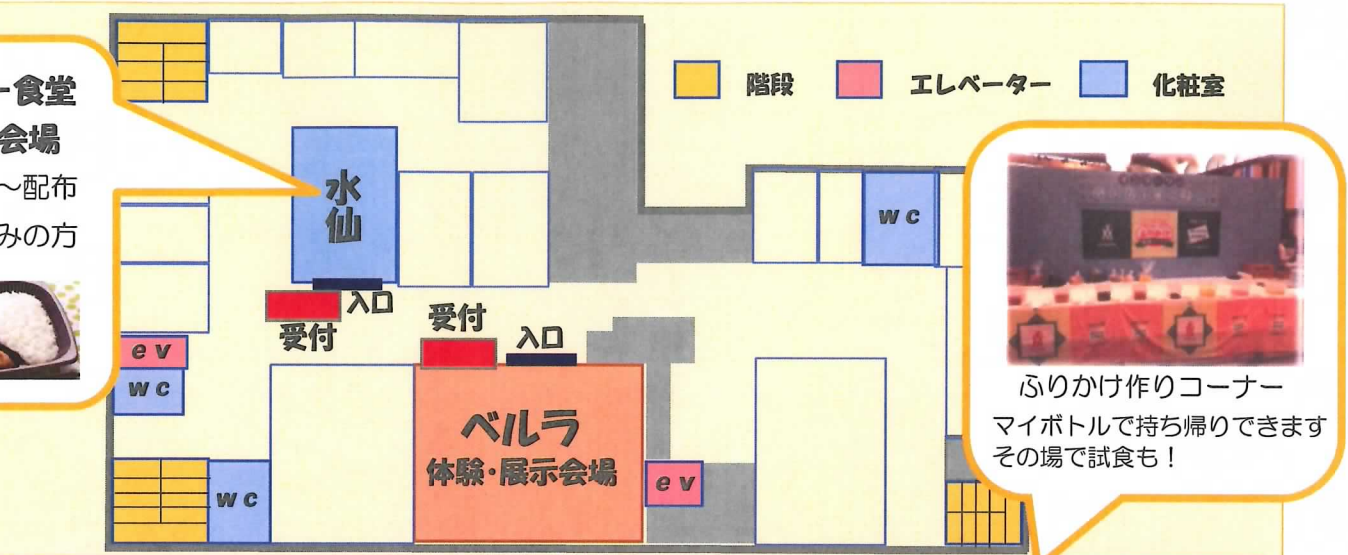 ー食堂
会場
～配布
みの方
階段
エレベーター
化粧室
水仙
入口
受付
受付
入口
ev
wc
wc
wc
ev
ベルラ
体験・展示会場
ふりかけ作りコーナー
マイボトルで持ち帰りできます
その場で試食も！